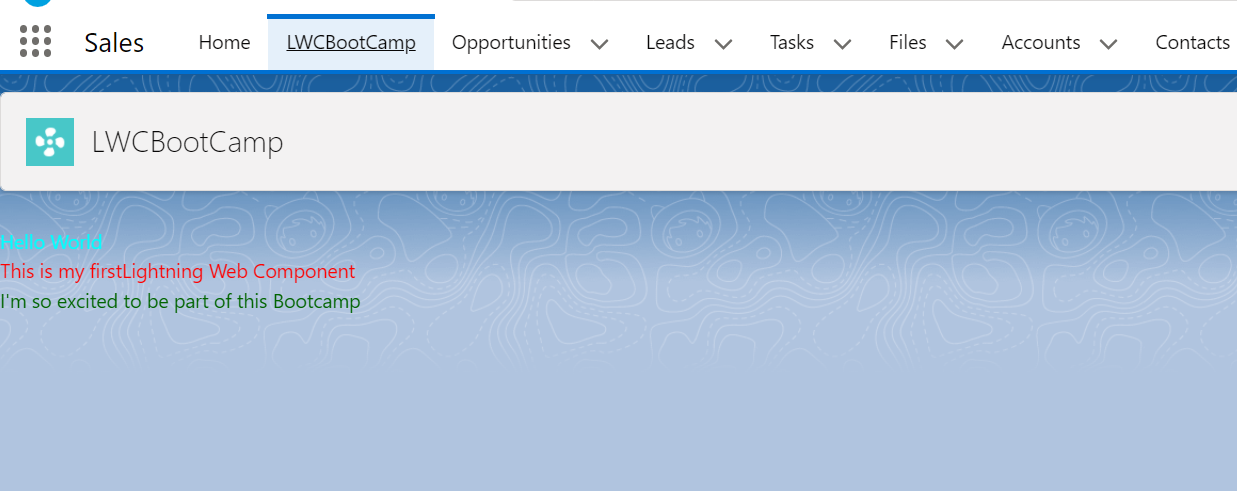 Sales Home LWCBootCamp Opportunities Leads Tasks Files Accounts Contacts
LWCBootCamp
Hello World
This is my firstLightning Web Component
I'm so excited to be part of this Bootcamp